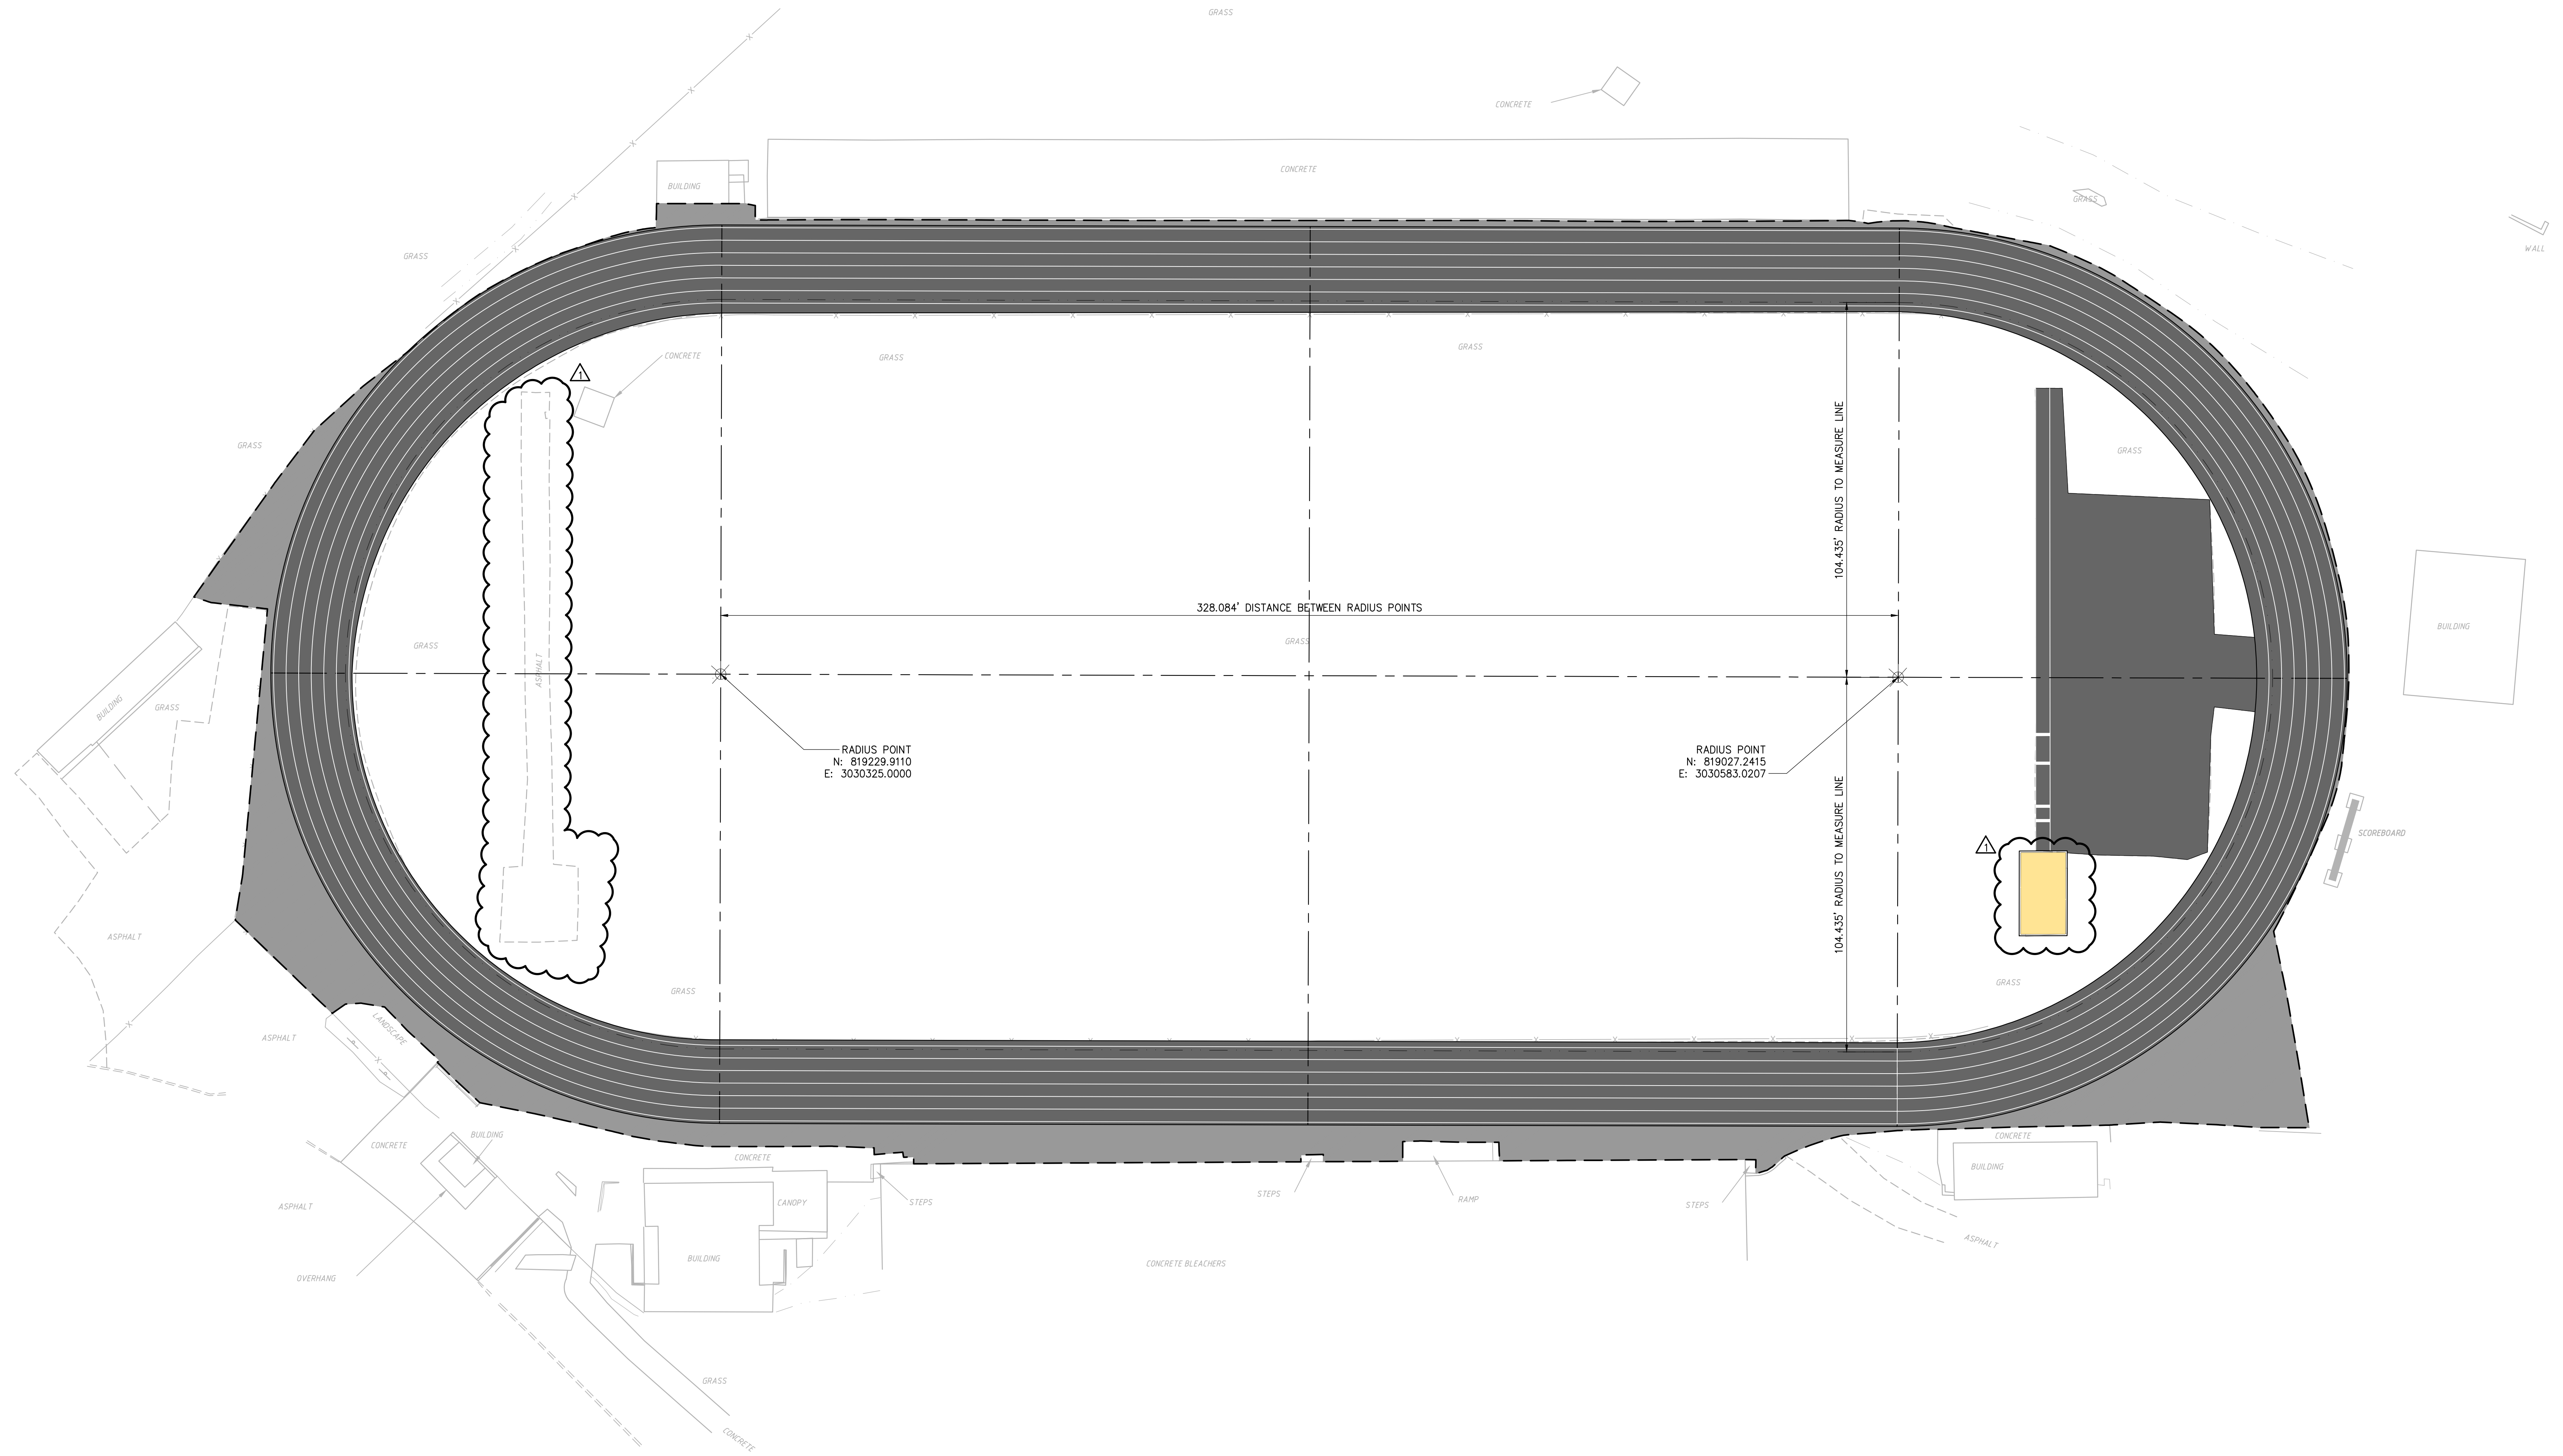 GRASS
CONCRETE
CONCRETE
BUILDING
GRASS
WALL
GRASS
GRASS
CONCRETE
GRASS
1
GRASS
GRASS
104.435' RADIUS TO MEASURE LINE
328.084' DISTANCE BETWEEN RADIUS POINTS
GRASS
GRASS
ASPHALT
BUILDING
BUILDING
GRASS
RADIUS POINT
N: 819229.9110
E: 3030325.0000
RADIUS POINT
N: 819027.2415
E: 3030583.0207
104.435' RADIUS TO MEASURE LINE
SCOREBOARD
1
ASPHALT
GRASS
GRASS
LANDSCAPE
ASPHALT
BUILDING
CONCRETE
CONCRETE
CONCRETE
BUILDING
STEPS
STEPS
RAMP
STEPS
CANOPY
ASPHALT
ASPHALT
BUILDING
CONCRETE BLEACHERS
OVERHANG
GRASS
CONCRETE